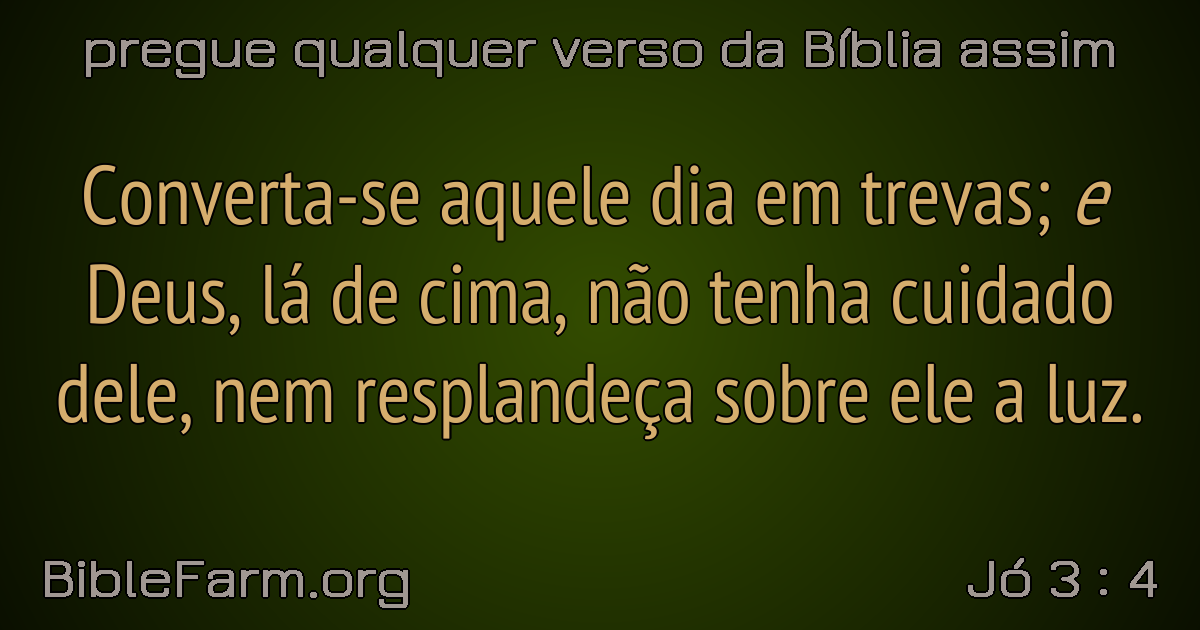 pregue qualquer verso da Bíblia assim
Converta-se aquele dia em trevas; e
Deus, lá de cima, não tenha cuidado
dele, nem resplandeça sobre ele a luz.
BibleFarm.org
Jó 3 : 4